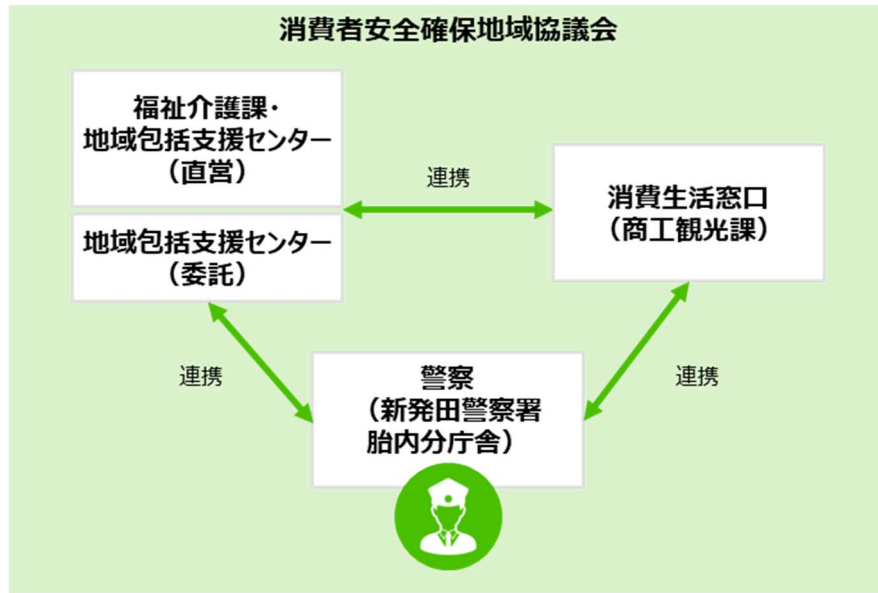 消費者安全確保地域協議会
福祉介護課・
地域包括支援センター
（直営）
地域包括支援センター
（委託）
連携
消費生活窓口
（商工観光課）
連携
連携
警察
（新発田警察署
胎内分庁舎）